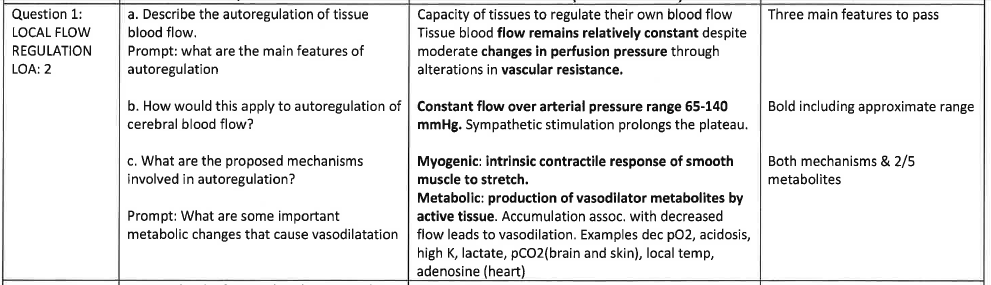 Question 1:
LOCAL FLOW
REGULATION
LOA: 2
a. Describe the autoregulation of tissue
blood flow.
Prompt: what are the main features of
autoregulation
b. How would this apply to autoregulation of
cerebral blood flow?
c. What are the proposed mechanisms
involved in autoregulation?
Prompt: What are some important
metabolic changes that cause vasodilatation
Capacity of tissues to regulate their own blood flow
Tissue blood flow remains relatively constant despite
moderate changes in perfusion pressure through
alterations in vascular resistance.
Constant flow over arterial pressure range 65-140
mmHg. Sympathetic stimulation prolongs the plateau.
Myogenic: intrinsic contractile response of smooth
muscle to stretch.
Metabolic: production of vasodilator metabolites by
active tissue. Accumulation assoc. with decreased
flow leads to vasodilation. Examples dec pO2, acidosis,
high K, lactate, pCO2(brain and skin), local temp,
adenosine (heart)
Three main features to pass
Bold including approximate range
Both mechanisms & 2/5
metabolites